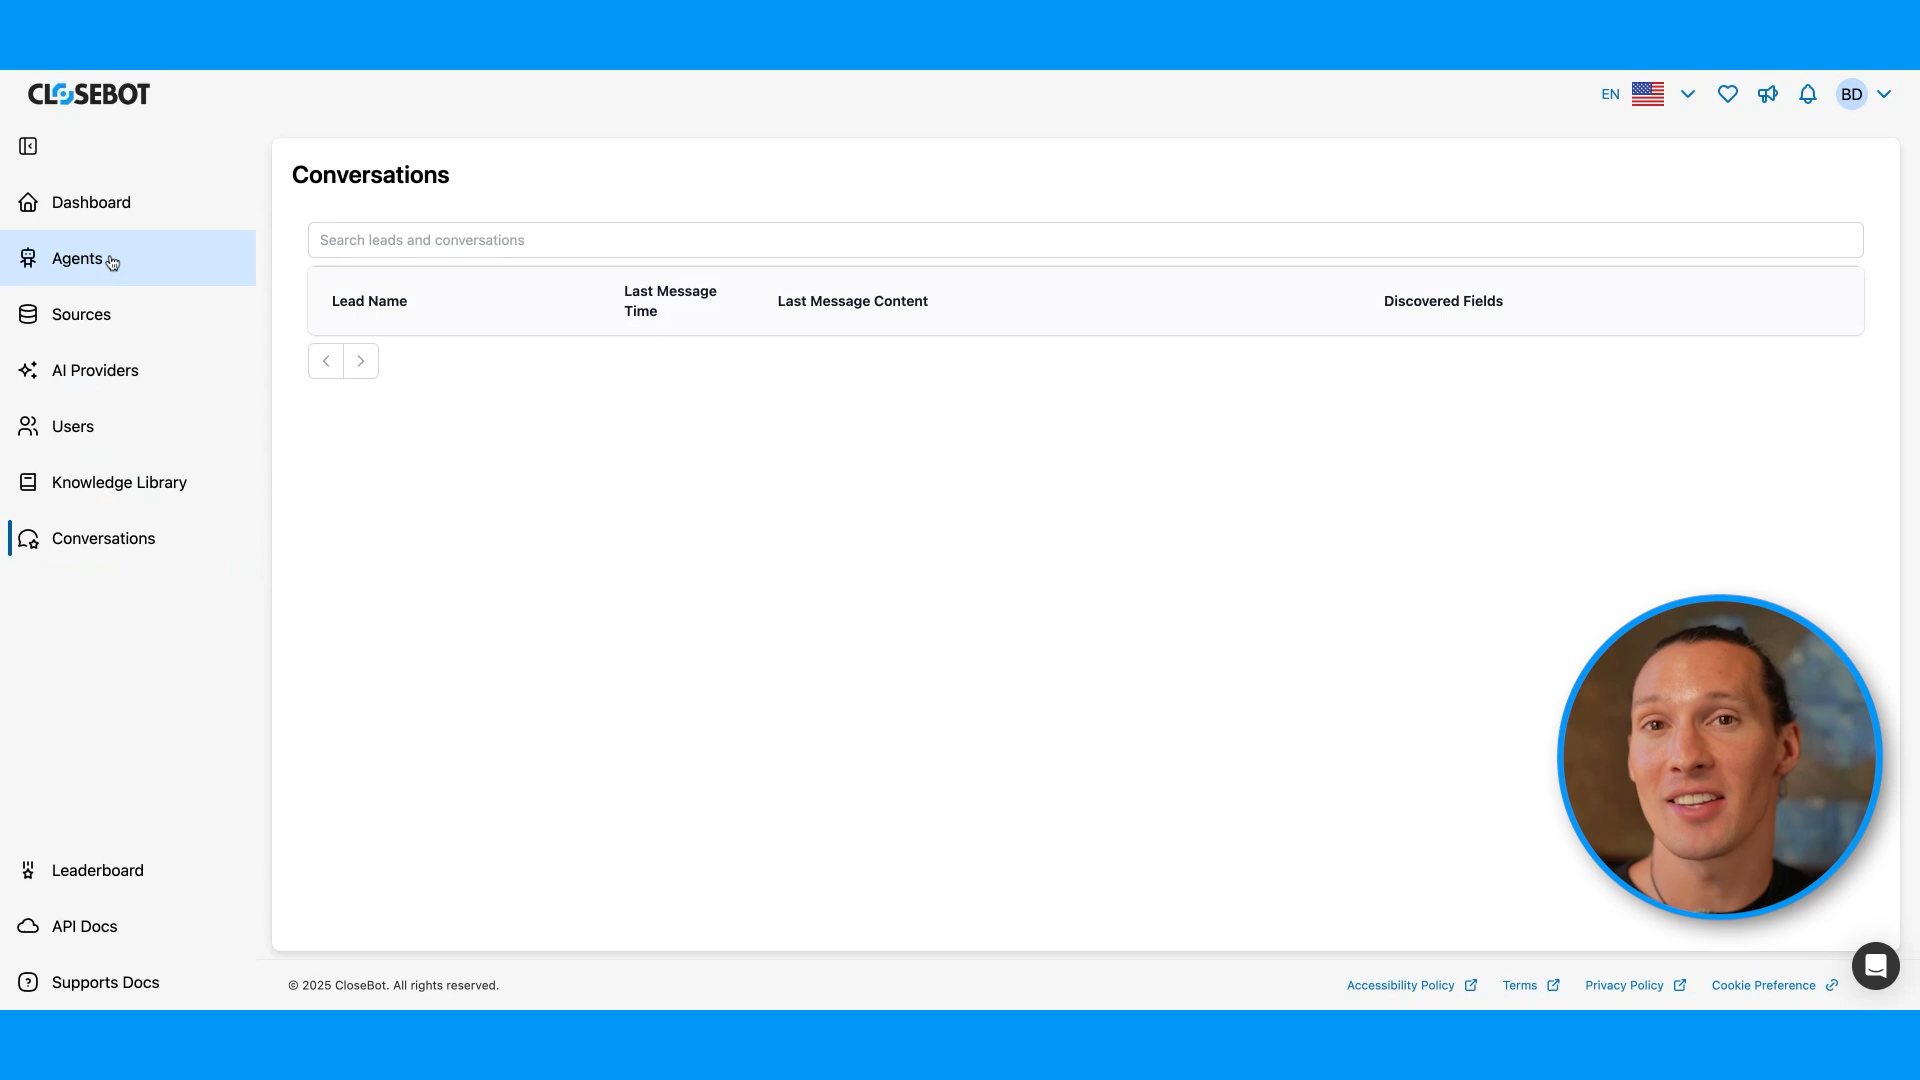 CLOSEBOT
EN
BD
Dashboard
Agents
Sources
AI Providers
Users
Knowledge Library
Conversations
Leaderboard
API Docs
Supports Docs
Conversations
Search leads and conversations
Lead Name
Last Message
Time
Last Message Content
Discovered Fields
© 2025 CloseBot. All rights reserved.
Accessibility Policy
Terms
Privacy Policy
Cookie Preference